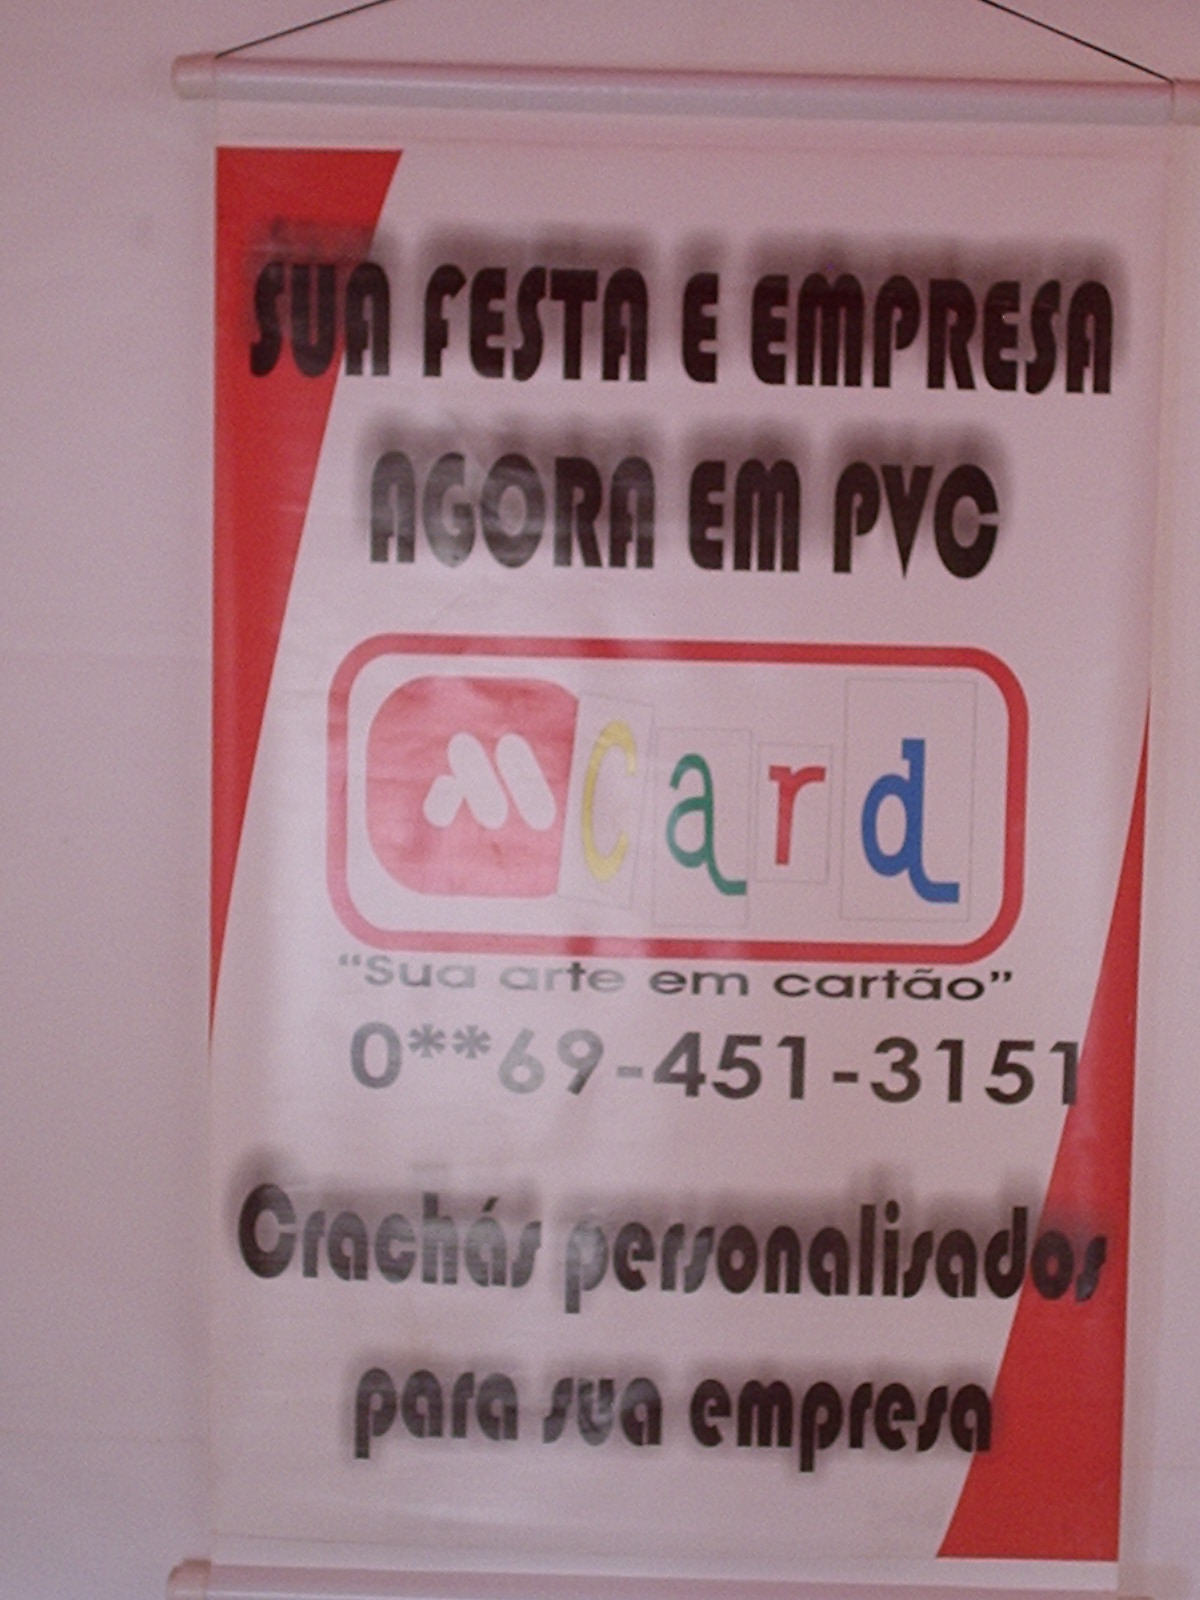 SUA FESTA E EMPRESA
AGORA EM PVC
Card
“Sua arte em cartão”
0**69-451-3151
Crachás personalisados
para sua empresa